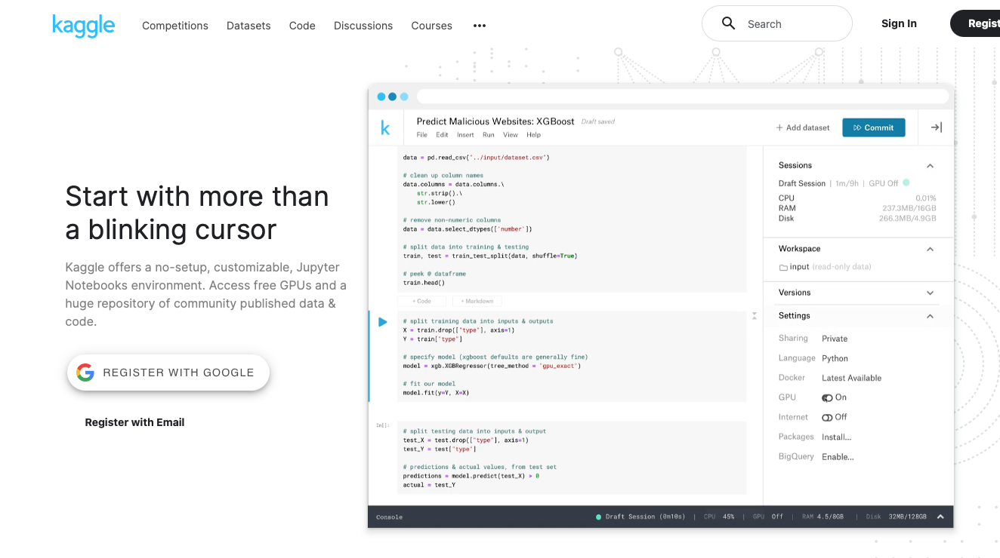 kaggle
Competitions Datasets Code Discussions Courses •••
Search
Sign In
Regist
Start with more than
a blinking cursor
Kaggle offers a no-setup, customizable, Jupyter
Notebooks environment. Access free GPUs and a
huge repository of community published data &
code.
REGISTER WITH GOOGLE
Register with Email
k
Predict Malicious Websites: XGBoost Draft saved
File Edit Insert Run View Help
+ Add dataset
Commit
data = pd.read_csv('../input/dataset.csv')
# clean up column names
data.columns = data.columns.\
str.strip().\
str.lower()
# remove non-numeric columns
data = data.select_dtypes(['number'])
# split data into training & testing
train, test = train_test_split(data, shuffle=True)
# peek @ dataframe
train.head()
+ Code + Markdown
# split training data into inputs & outputs
X = train.drop(["type"], axis=1)
Y = train["type"]
# specify model (xgboost defaults are generally fine)
model = xgb.XGBRegressor(tree_method = 'gpu_exact')
# fit our model
model.fit(y=Y, X=X)
In[]:
# split testing data into inputs & output
test_X = test.drop(["type"], axis=1)
test_Y = test["type"]
# predictions & actual values, from test set
predictions = model.predict(test_X) > 0
actual = test_Y
Sessions
Draft Session | 1m/9h | GPU Off
CPU 0.01%
RAM 237.3MB/16GB
Disk 266.3MB/4.9GB
Workspace
input (read-only data)
Versions
Settings
Sharing Private
Language Python
Docker Latest Available
GPU On
Internet Off
Packages Install...
BigQuery Enable...
Console
Draft Session (0m10s) | CPU 45% | GPU Off | RAM 4.5/8GB | Disk 32MB/128GB